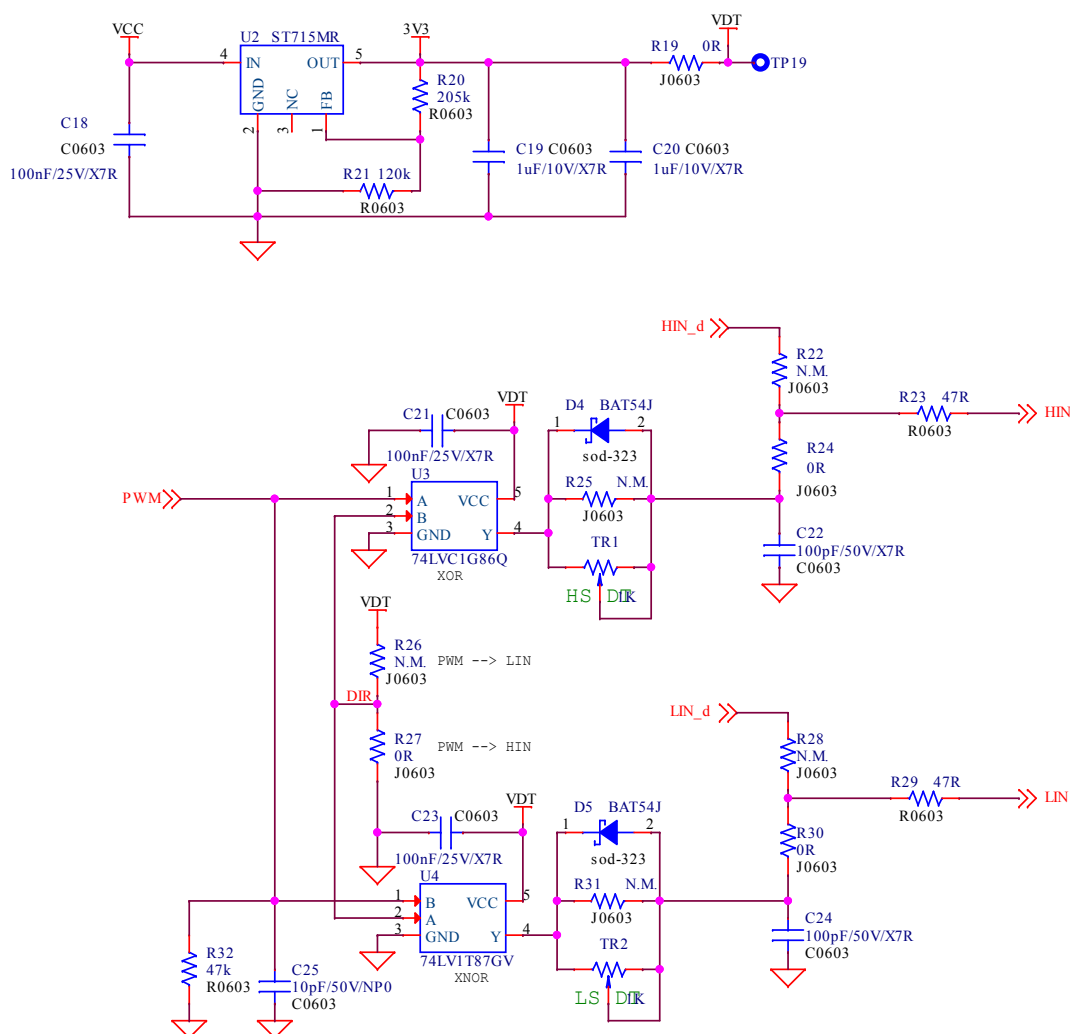 VCC
U2 ST715MR
3V3
VDT
4
IN
OUT
5
R19 0R
J0603
TP19
GND
NC
FB
2
3
1
R20
205k
R0603
C18
C0603
100nF/25V/X7R
C19 C0603
1uF/10V/X7R
C20 C0603
1uF/10V/X7R
R21 120k
R0603
HIN_d
R22
N.M.
J0603
R23 47R
R0603
HIN
R24
0R
J0603
VDT
C21 C0603
100nF/25V/X7R
D4 BAT54J
1
2
sod-323
U3
PWM
1
A
VCC
5
2
B
3
GND
Y
4
74LVC1G86Q
XOR
R25 N.M.
J0603
TR1
HS DT
1K
C22
100pF/50V/X7R
C0603
VDT
R26
N.M.
J0603
PWM --> LIN
DIR
R27
0R
J0603
PWM --> HIN
LIN_d
R28
N.M.
J0603
R29 47R
R0603
LIN
R30
0R
J0603
VDT
C23 C0603
100nF/25V/X7R
D5 BAT54J
1
2
sod-323
U4
1
B
VCC
5
2
A
3
GND
Y
4
74LV1T87GV
XNOR
R31 N.M.
J0603
TR2
LS DT
1K
C24
100pF/50V/X7R
C0603
R32
47k
R0603
C25
10pF/50V/NP0
C0603